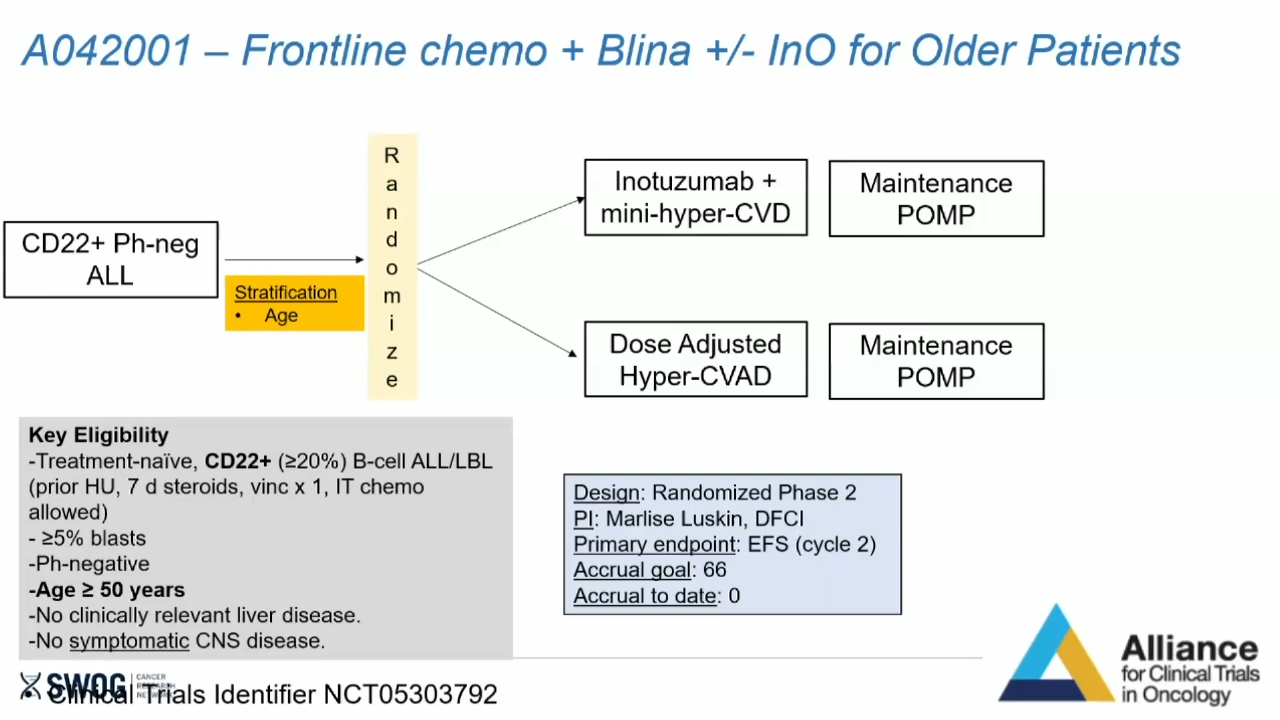 A042001 – Frontline chemo + Blina +/- InO for Older Patients
CD22+ Ph-neg
ALL
Stratification
• Age
R
a
n
d
o
m
i
z
e
Inotuzumab +
mini-hyper-CVD
Maintenance
POMP
Dose Adjusted
Hyper-CVAD
Maintenance
POMP
Key Eligibility
-Treatment-naïve, CD22+ (≥20%) B-cell ALL/LBL
(prior HU, 7 d steroids, vinc x 1, IT chemo
allowed)
- ≥5% blasts
-Ph-negative
-Age ≥ 50 years
-No clinically relevant liver disease.
-No symptomatic CNS disease.
Design: Randomized Phase 2
PI: Marlise Luskin, DFCI
Primary endpoint: EFS (cycle 2)
Accrual goal: 66
Accrual to date: 0
SWOG
CANCER
RESEARCH
NETWORK
• Clinical Trials Identifier NCT05303792
Alliance
for Clinical Trials
in Oncology